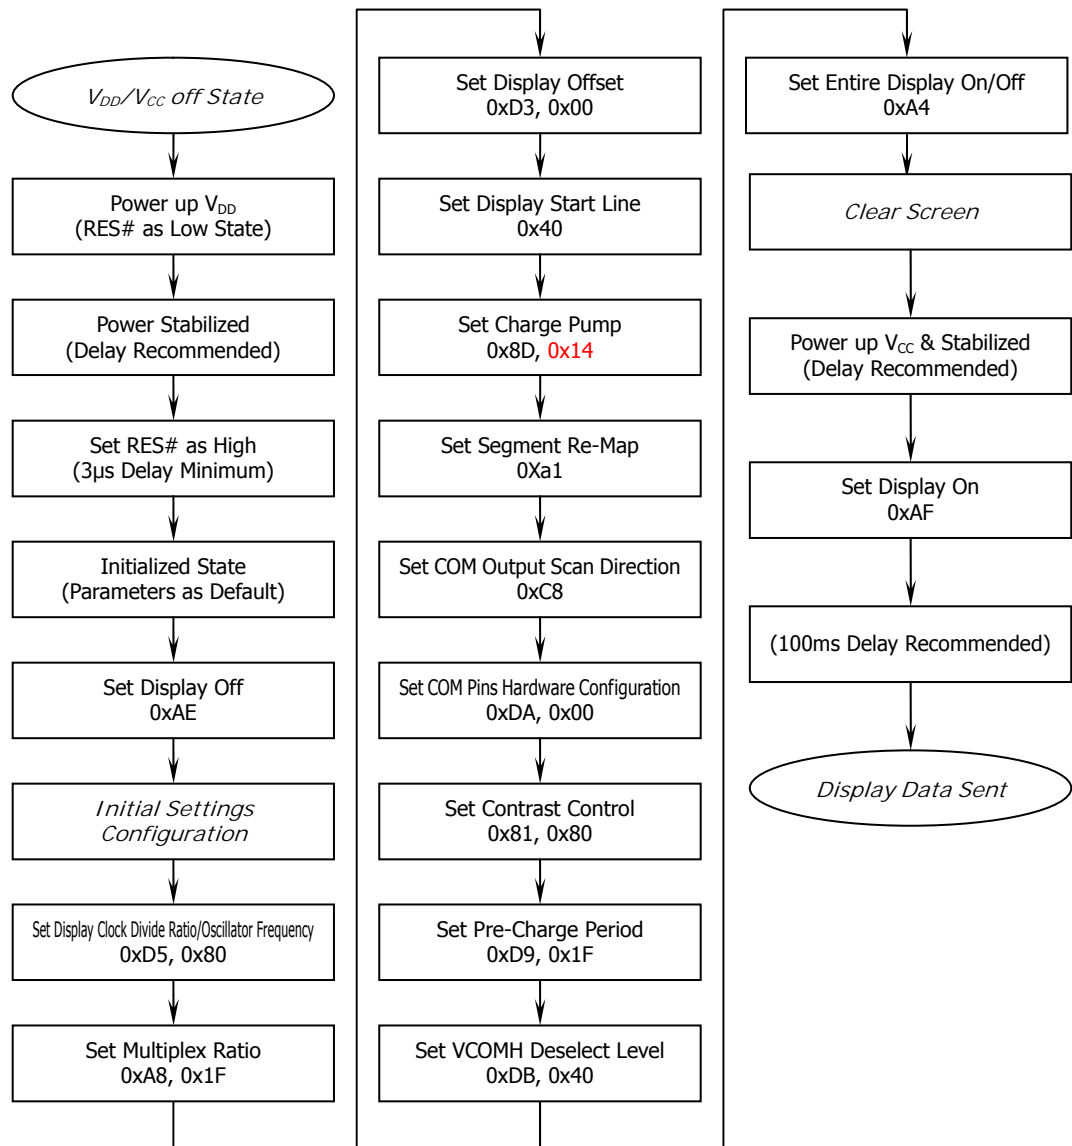 V_DD/V_CC off State
Power up V_DD
(RES# as Low State)
Power Stabilized
(Delay Recommended)
Set RES# as High
(3μs Delay Minimum)
Initialized State
(Parameters as Default)
Set Display Off
0xAE
Initial Settings
Configuration
Set Display Clock Divide Ratio/Oscillator Frequency
0xD5, 0x80
Set Multiplex Ratio
0xA8, 0x1F
Set Display Offset
0xD3, 0x00
Set Display Start Line
0x40
Set Charge Pump
0x8D, 0x14
Set Segment Re-Map
0Xa1
Set COM Output Scan Direction
0xC8
Set COM Pins Hardware Configuration
0xDA, 0x00
Set Contrast Control
0x81, 0x80
Set Pre-Charge Period
0xD9, 0x1F
Set VCOMH Deselect Level
0xDB, 0x40
Set Entire Display On/Off
0xA4
Clear Screen
Power up V_CC & Stabilized
(Delay Recommended)
Set Display On
0xAF
(100ms Delay Recommended)
Display Data Sent